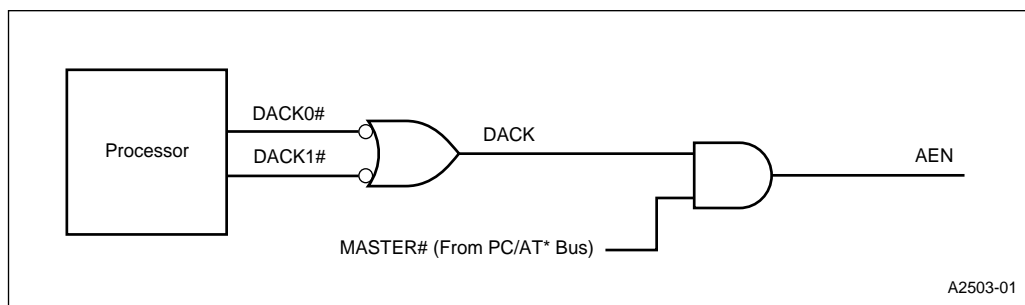 DACK0#
Processor
DACK1#
DACK
AEN
MASTER# (From PC/AT* Bus)
A2503-01